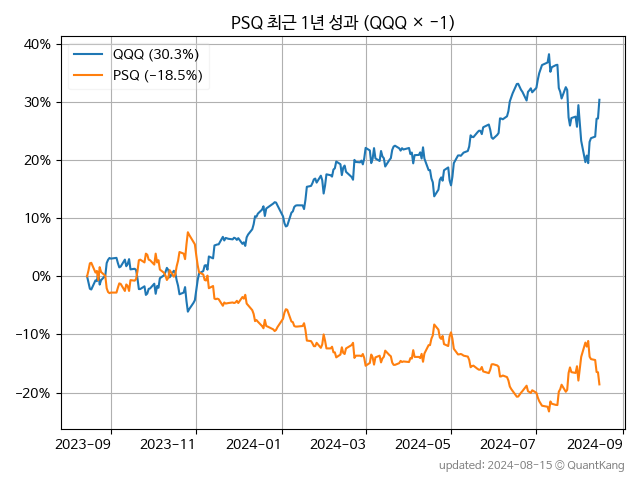 PSQ 최근 1년 성과 (QQQ × -1)
QQQ (30.3%)
PSQ (-18.5%)
40%
30%
20%
10%
0%
-10%
-20%
2023-09 2023-11 2024-01 2024-03 2024-05 2024-07 2024-09
updated: 2024-08-15 © QuantKang